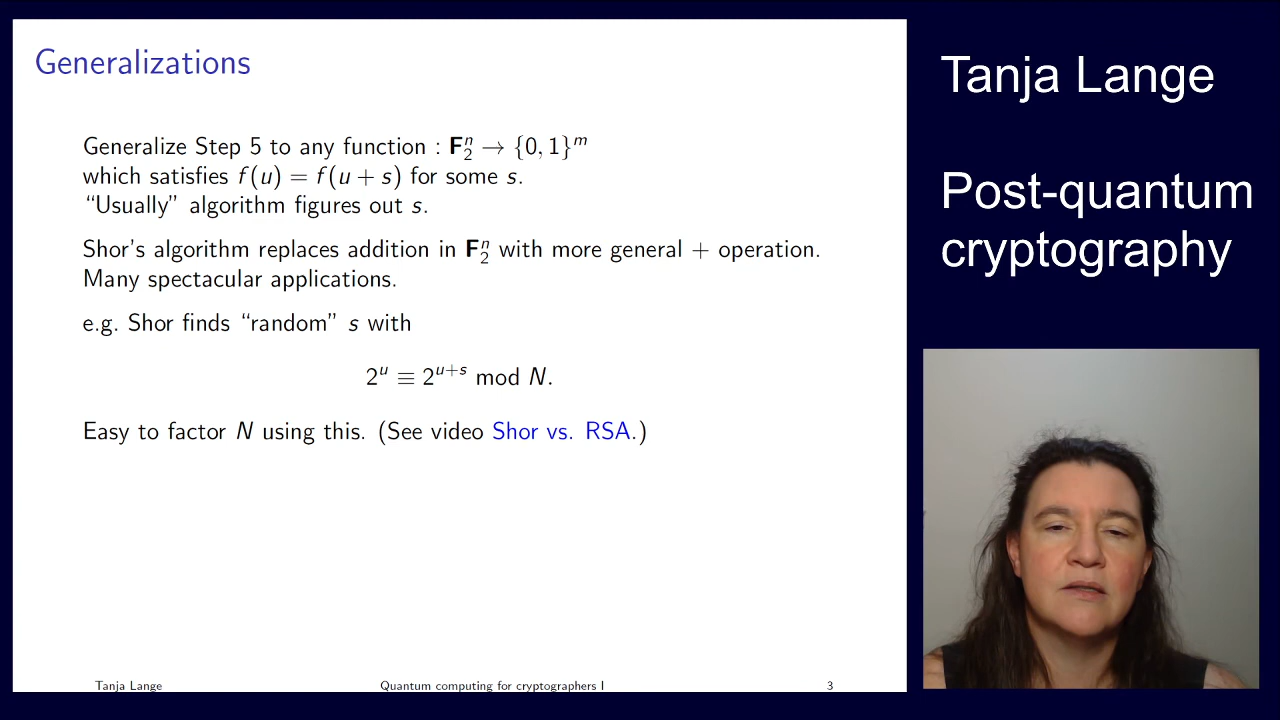 Generalizations
Generalize Step 5 to any function : F₂ⁿ → {0, 1}ᵐ
which satisfies f(u) = f(u + s) for some s.
“Usually” algorithm figures out s.
Shor’s algorithm replaces addition in F₂ⁿ with more general + operation.
Many spectacular applications.
e.g. Shor finds “random” s with
2ᵘ ≡ 2ᵘ⁺ˢ mod N.
Easy to factor N using this. (See video Shor vs. RSA.)
Tanja Lange
Quantum computing for cryptographers I
3
Tanja Lange
Post-quantum
cryptography